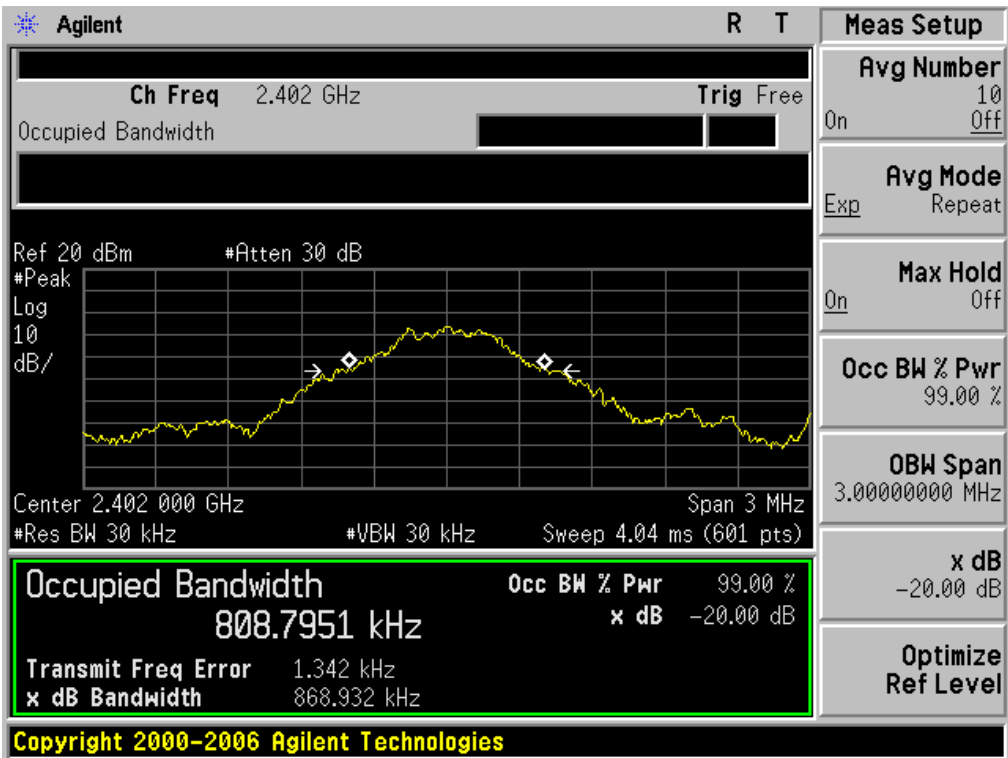 Agilent R T
Ch Freq 2.402 GHz Trig Free
Occupied Bandwidth
Ref 20 dBm #Atten 30 dB
#Peak
Log
10
dB/
Center 2.402 000 GHz Span 3 MHz
#Res BW 30 kHz #VBW 30 kHz Sweep 4.04 ms (601 pts)
Occupied Bandwidth Occ BW % Pwr 99.00 %
808.7951 kHz x dB -20.00 dB
Transmit Freq Error 1.342 kHz
x dB Bandwidth 868.932 kHz
Copyright 2000-2006 Agilent Technologies
Meas Setup
Avg Number
10
On Off
Avg Mode
Exp Repeat
Max Hold
On Off
Occ BW % Pwr
99.00 %
OBW Span
3.00000000 MHz
x dB
-20.00 dB
Optimize
Ref Level